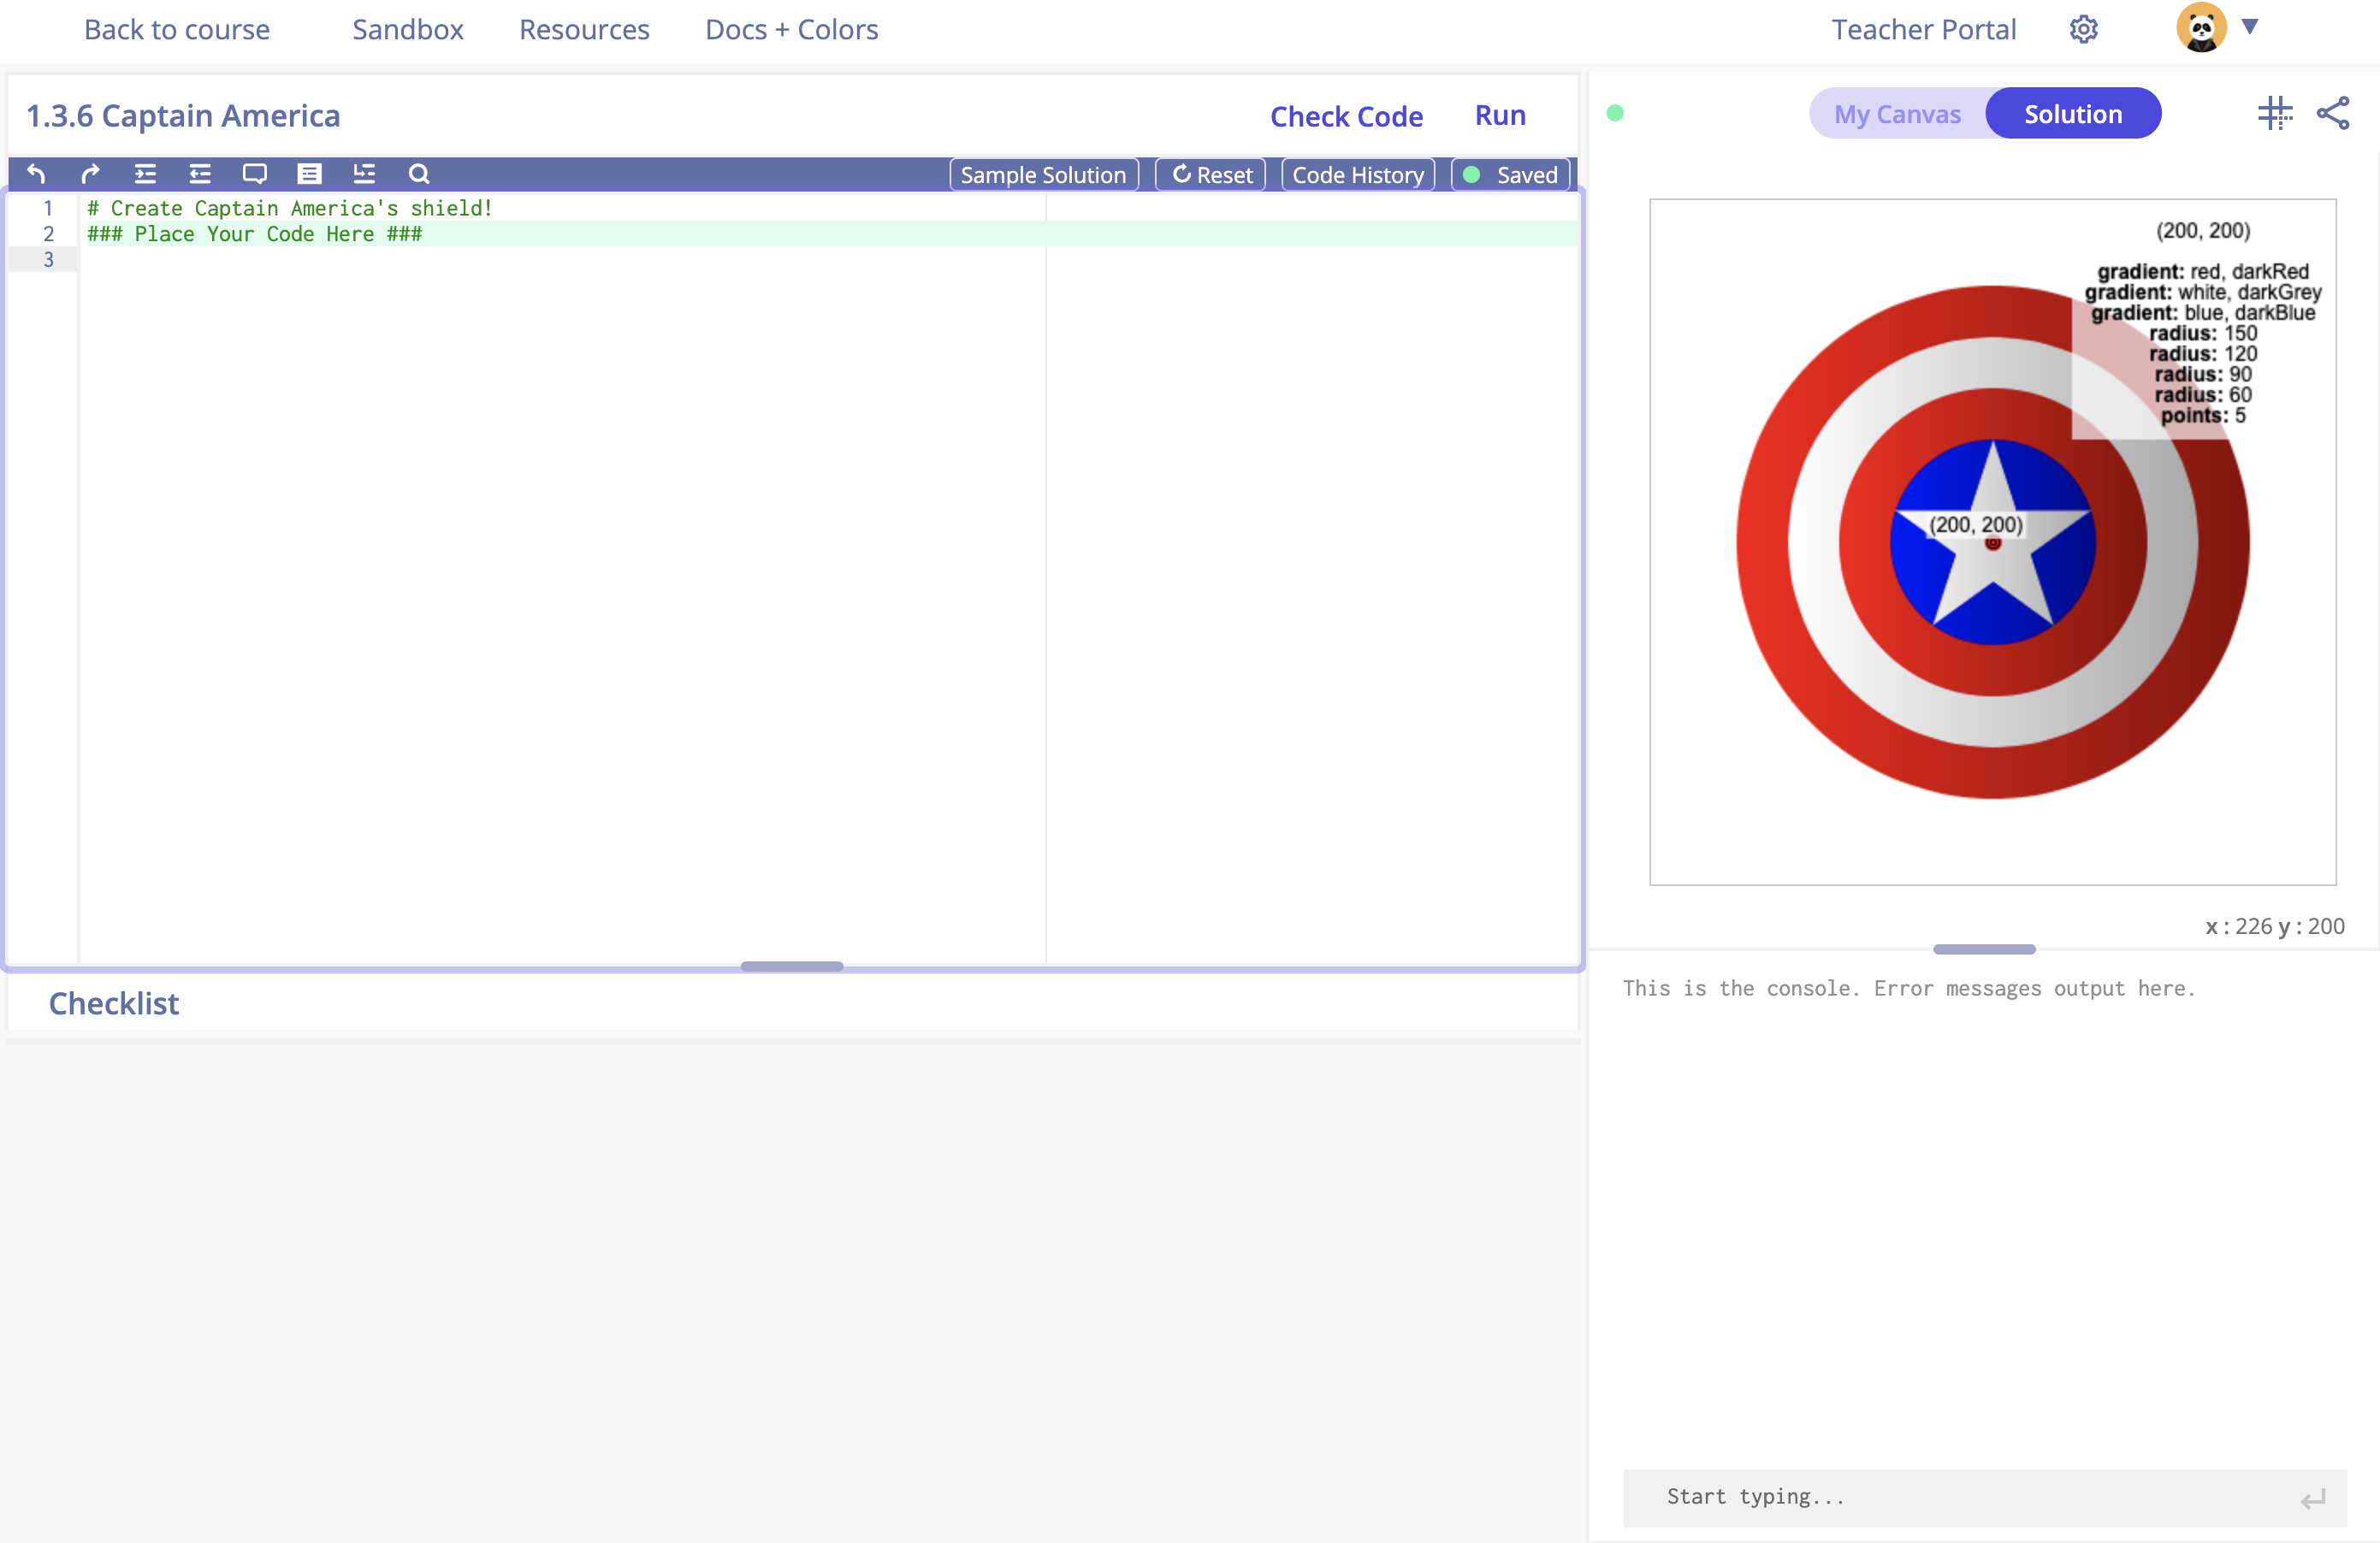 Back to course Sandbox Resources Docs + Colors Teacher Portal
1.3.6 Captain America Check Code Run
Sample Solution Reset Code History Saved
1 # Create Captain America's shield!
2 ### Place Your Code Here ###
3
Checklist
My Canvas Solution
(200, 200)
gradient: red, darkRed
gradient: white, darkGrey
gradient: blue, darkBlue
radius: 150
radius: 120
radius: 90
radius: 60
points: 5
(200, 200)
x : 226 y : 200
This is the console. Error messages output here.
Start typing...